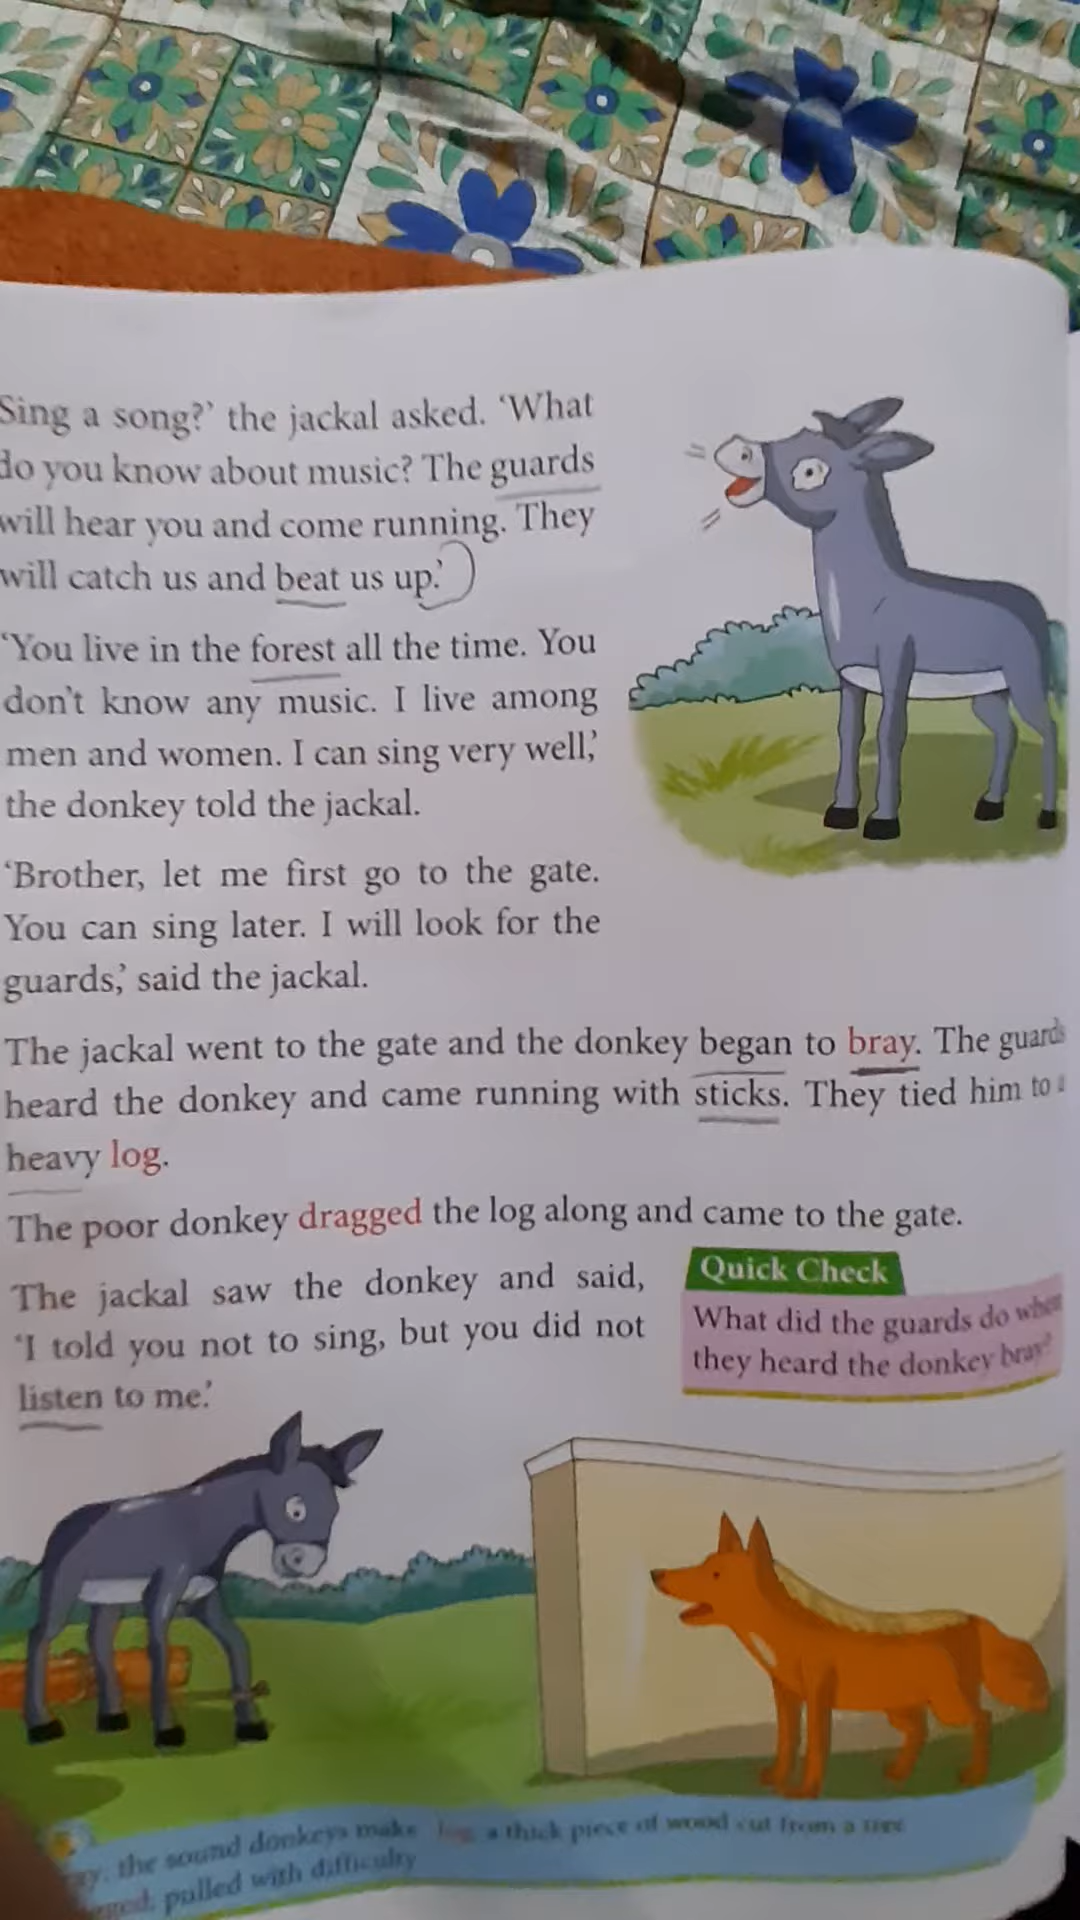 Sing a song?' the jackal asked. 'What
do you know about music? The guards
will hear you and come running. They
will catch us and beat us up.'
'You live in the forest all the time. You
don't know any music. I live among
men and women. I can sing very well,'
the donkey told the jackal.
'Brother, let me first go to the gate.
You can sing later. I will look for the
guards,' said the jackal.
The jackal went to the gate and the donkey began to bray. The guards
heard the donkey and came running with sticks. They tied him to a
heavy log.
The poor donkey dragged the log along and came to the gate.
The jackal saw the donkey and said,
'I told you not to sing, but you did not
listen to me.'
Quick Check
What did the guards do when
they heard the donkey bray?
the sound donkeys make log: a thick piece of wood cut from a tree
pulled with difficulty